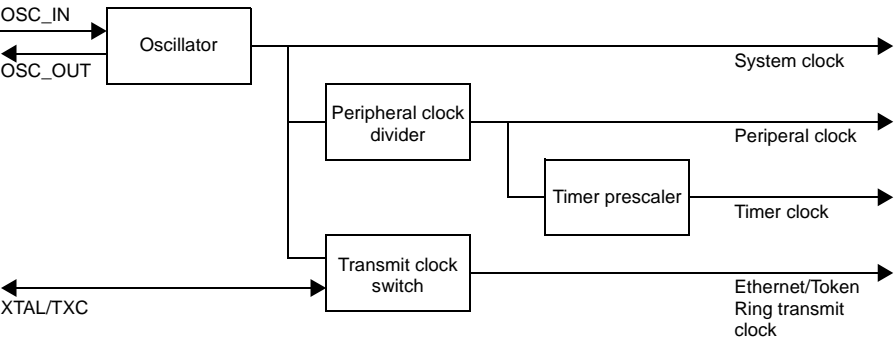 OSC_IN
Oscillator
OSC_OUT
System clock
Peripheral clock
divider
Periperal clock
Timer prescaler
Timer clock
Transmit clock
switch
XTAL/TXC
Ethernet/Token
Ring transmit
clock